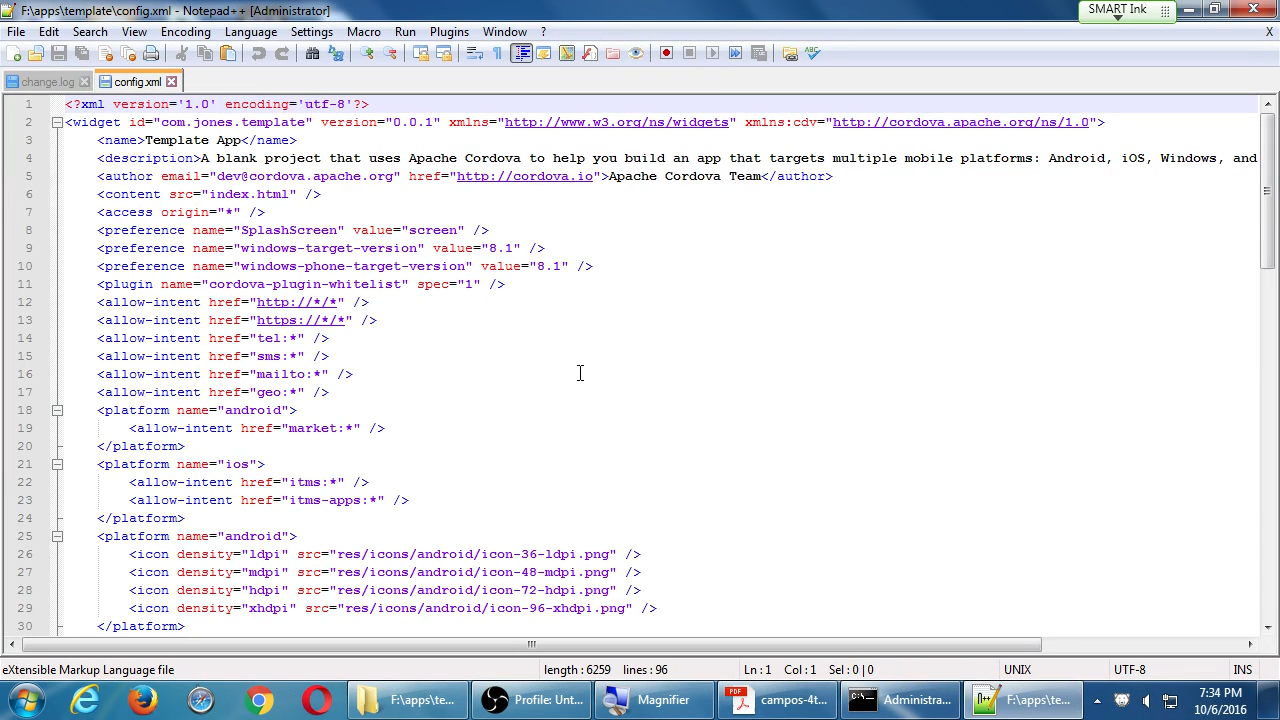 F:\apps\template\config.xml - Notepad++ [Administrator]
SMART Ink
File Edit Search View Encoding Language Settings Macro Run Plugins Window ? X
change.log config.xml
1 <?xml version='1.0' encoding='utf-8'?>
2 <widget id="com.jones.template" version="0.0.1" xmlns="http://www.w3.org/ns/widgets" xmlns:cdv="http://cordova.apache.org/ns/1.0">
3 <name>Template App</name>
4 <description>A blank project that uses Apache Cordova to help you build an app that targets multiple mobile platforms: Android, iOS, Windows, and
5 <author email="dev@cordova.apache.org" href="http://cordova.io">Apache Cordova Team</author>
6 <content src="index.html" />
7 <access origin="*" />
8 <preference name="SplashScreen" value="screen" />
9 <preference name="windows-target-version" value="8.1" />
10 <preference name="windows-phone-target-version" value="8.1" />
11 <plugin name="cordova-plugin-whitelist" spec="1" />
12 <allow-intent href="http://*/*" />
13 <allow-intent href="https://*/*" />
14 <allow-intent href="tel:*" />
15 <allow-intent href="sms:*" />
16 <allow-intent href="mailto:*" />
17 <allow-intent href="geo:*" />
18 <platform name="android">
19 <allow-intent href="market:*" />
20 </platform>
21 <platform name="ios">
22 <allow-intent href="itms:*" />
23 <allow-intent href="itms-apps:*" />
24 </platform>
25 <platform name="android">
26 <icon density="ldpi" src="res/icons/android/icon-36-ldpi.png" />
27 <icon density="mdpi" src="res/icons/android/icon-48-mdpi.png" />
28 <icon density="hdpi" src="res/icons/android/icon-72-hdpi.png" />
29 <icon density="xhdpi" src="res/icons/android/icon-96-xhdpi.png" />
30 </platform>
eXtensible Markup Language file length : 6259 lines : 96 Ln : 1 Col : 1 Sel : 0 | 0 UNIX UTF-8 INS
F:\apps\te... Profile: Unt... Magnifier campos-4t... Administra... F:\apps\te... 7:34 PM
10/6/2016